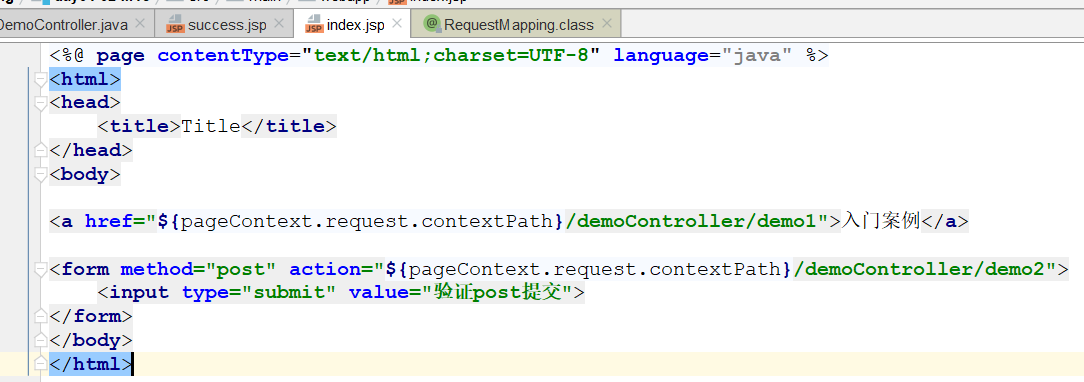 DemoController.java success.jsp index.jsp RequestMapping.class
<%@ page contentType="text/html;charset=UTF-8" language="java" %>
<html>
<head>
    <title>Title</title>
</head>
<body>
<a href="${pageContext.request.contextPath}/demoController/demo1">入门案例</a>
<form method="post" action="${pageContext.request.contextPath}/demoController/demo2">
    <input type="submit" value="验证post提交">
</form>
</body>
</html>